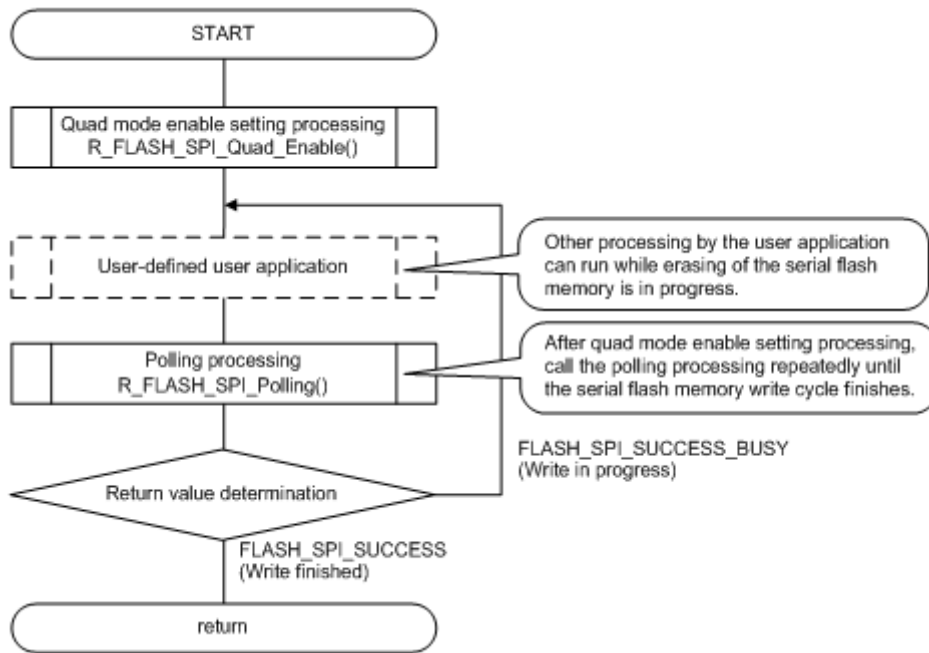 START
Quad mode enable setting processing
R_FLASH_SPI_Quad_Enable()
User-defined user application
Other processing by the user application
can run while erasing of the serial flash
memory is in progress.
Polling processing
R_FLASH_SPI_Polling()
After quad mode enable setting processing,
call the polling processing repeatedly until
the serial flash memory write cycle finishes.
FLASH_SPI_SUCCESS_BUSY
(Write in progress)
Return value determination
FLASH_SPI_SUCCESS
(Write finished)
return